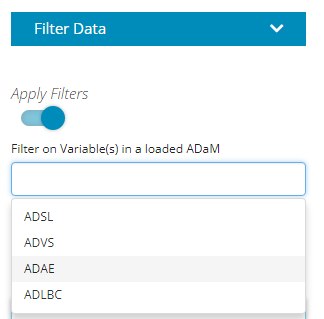 Filter Data
Apply Filters
Filter on Variable(s) in a loaded ADaM
ADSL
ADVS
ADAE
ADLBC